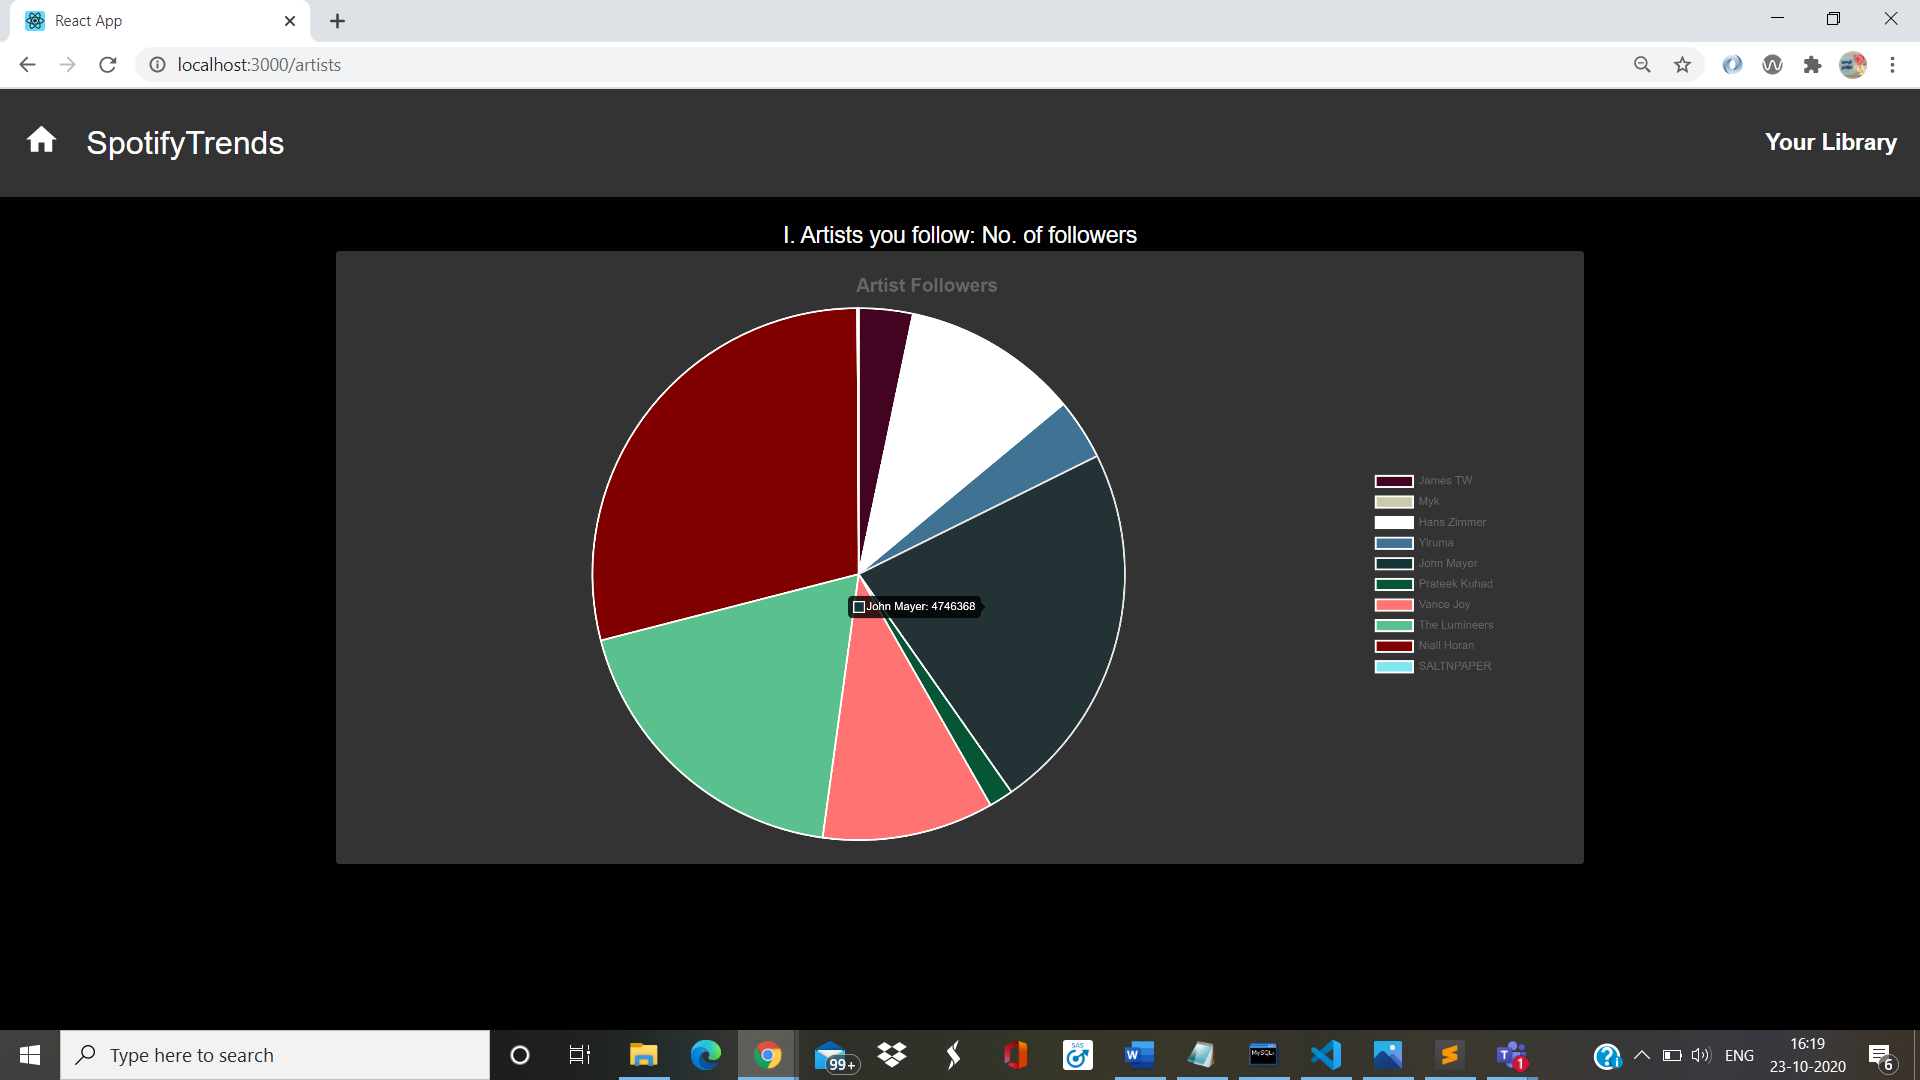 React App
localhost:3000/artists
SpotifyTrends
Your Library
I. Artists you follow: No. of followers
Artist Followers
John Mayer: 4746368
James TW
Myk
Hans Zimmer
Yiruma
John Mayer
Prateek Kuhad
Vance Joy
The Lumineers
Niall Horan
SALTNPAPER
Type here to search
99+
SAS
W
MySQL
T
1
ENG
16:19
23-10-2020
6